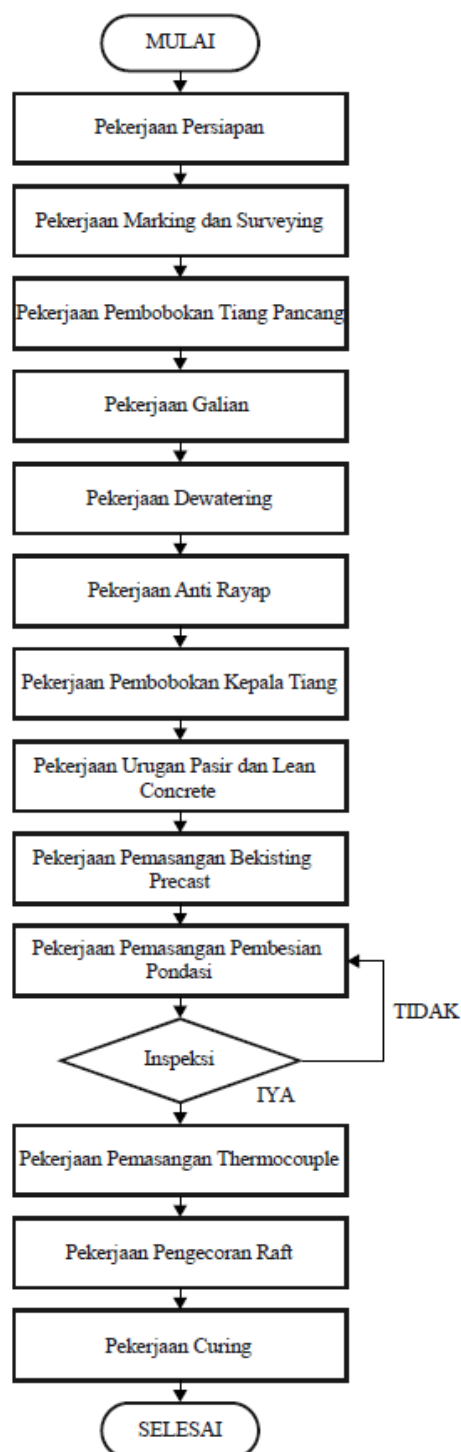 MULAI
Pekerjaan Persiapan
Pekerjaan Marking dan Surveying
Pekerjaan Pembobokan Tiang Pancang
Pekerjaan Galian
Pekerjaan Dewatering
Pekerjaan Anti Rayap
Pekerjaan Pembobokan Kepala Tiang
Pekerjaan Urugan Pasir dan Lean
Concrete
Pekerjaan Pemasangan Bekisting
Precast
Pekerjaan Pemasangan Pembesian
Pondasi
TIDAK
Inspeksi
IYA
Pekerjaan Pemasangan Thermocouple
Pekerjaan Pengecoran Raft
Pekerjaan Curing
SELESAI